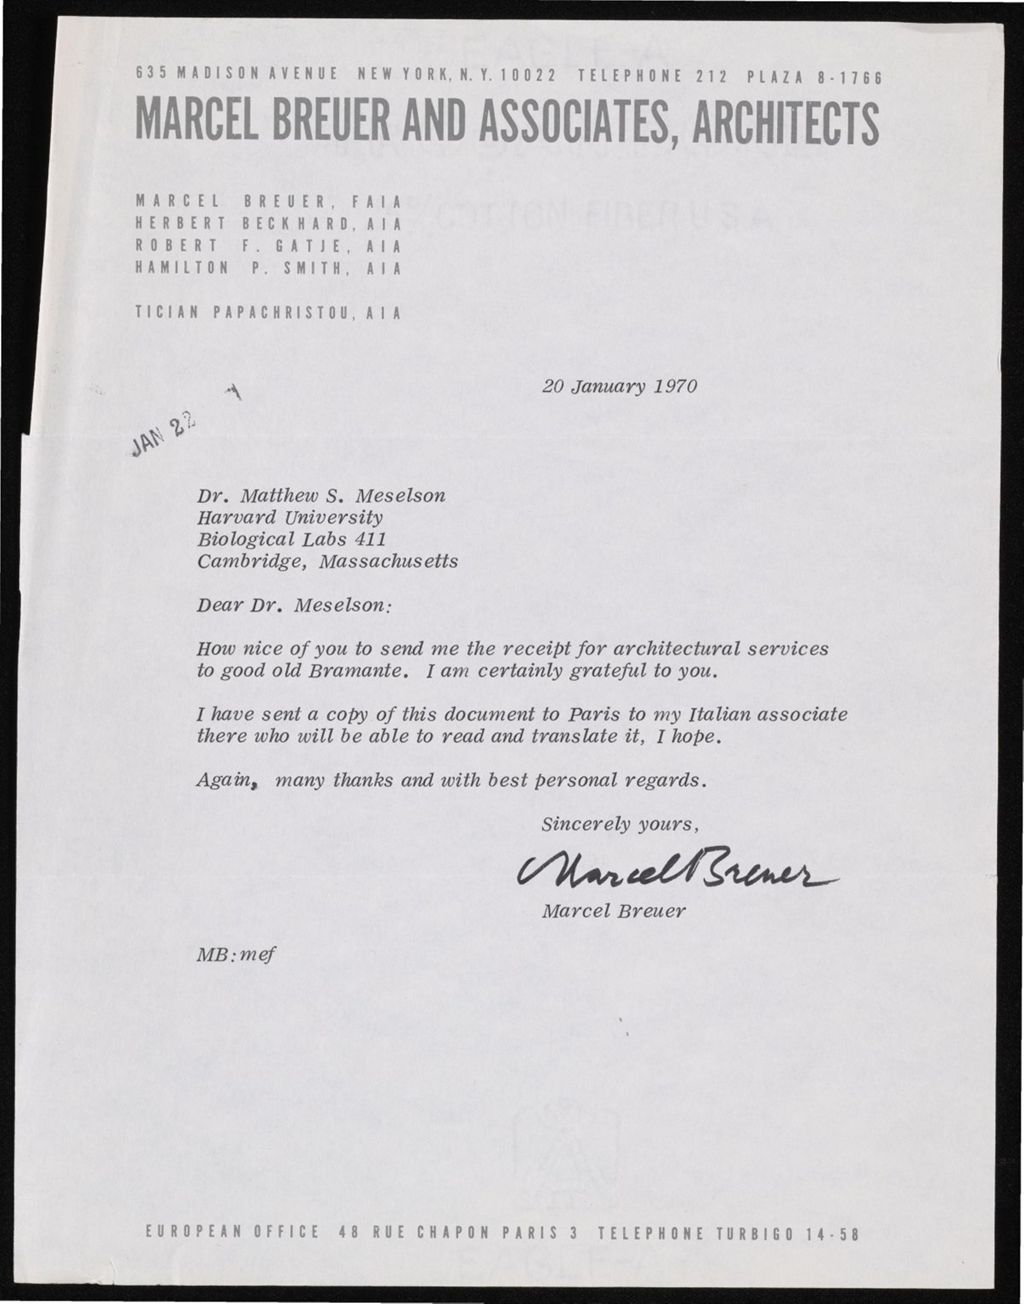 635 MADISON AVENUE NEW YORK, N.Y. 10022 TELEPHONE 212 PLAZA 8-1766
MARCEL BREUER AND ASSOCIATES, ARCHITECTS
MARCEL BREUER, FAIA
HERBERT BECKHARD, AIA
ROBERT F. GATJE, AIA
HAMILTON P. SMITH, AIA
TICIAN PAPACHRISTOU, AIA
20 January 1970
JAN 22
Dr. Matthew S. Meselson
Harvard University
Biological Labs 411
Cambridge, Massachusetts
Dear Dr. Meselson:
How nice of you to send me the receipt for architectural services
to good old Bramante. I am certainly grateful to you.
I have sent a copy of this document to Paris to my Italian associate
there who will be able to read and translate it, I hope.
Again, many thanks and with best personal regards.
Sincerely yours,
Marcel Breuer
Marcel Breuer
MB:mef
EUROPEAN OFFICE 48 RUE CHAPON PARIS 3 TELEPHONE TURBIGO 14-58